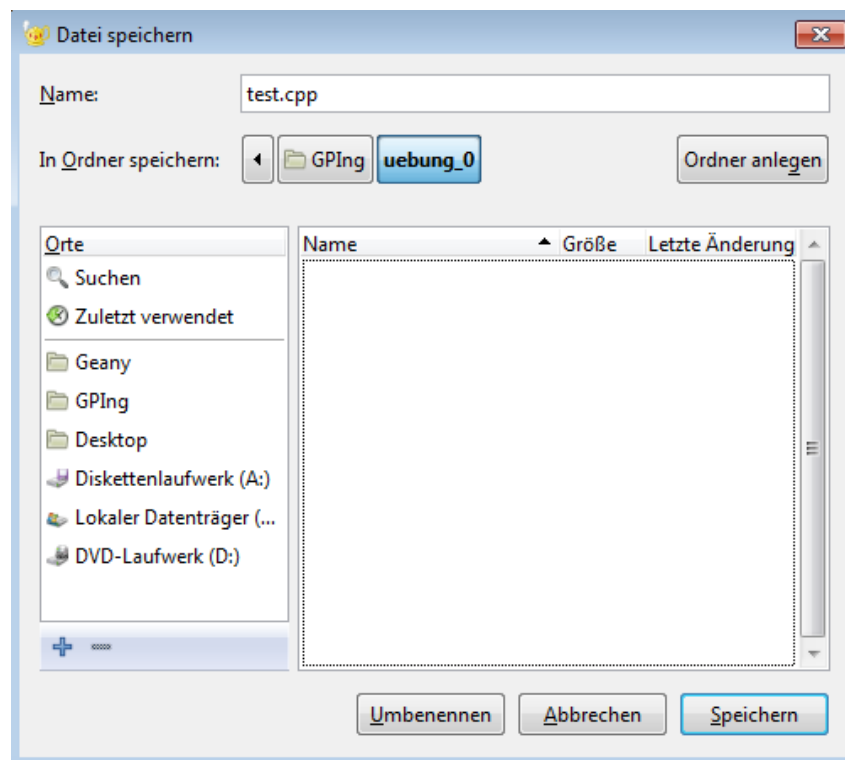 Datei speichern
Name: test.cpp
In Ordner speichern: GPIng uebung_0 Ordner anlegen
Orte Name Größe Letzte Änderung
Suchen
Zuletzt verwendet
Geany
GPIng
Desktop
Diskettenlaufwerk (A:)
Lokaler Datenträger (...
DVD-Laufwerk (D:)
Umbenennen Abbrechen Speichern